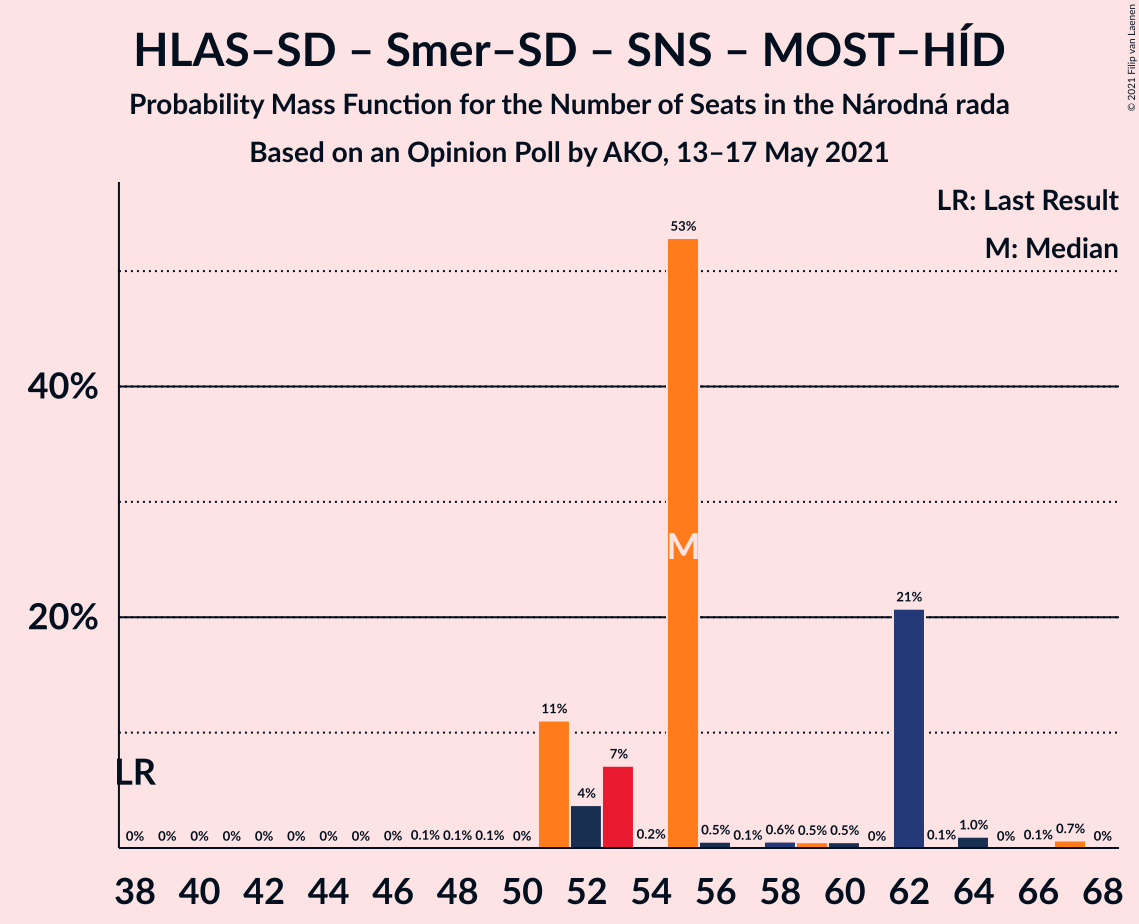 HLAS–SD – Smer–SD – SNS – MOST–HÍD
Probability Mass Function for the Number of Seats in the Národná rada
Based on an Opinion Poll by AKO, 13–17 May 2021
© 2021 Filip van Laenen
LR: Last Result
M: Median
53%
40%
M
21%
20%
11%
7%
LR
4%
0% 0% 0% 0% 0% 0% 0% 0% 0% 0.1% 0.1% 0.1% 0% 0.2% 0.5% 0.1% 0.6% 0.5% 0.5% 0% 0.1% 1.0% 0% 0.1% 0.7% 0%
38 40 42 44 46 48 50 52 54 56 58 60 62 64 66 68